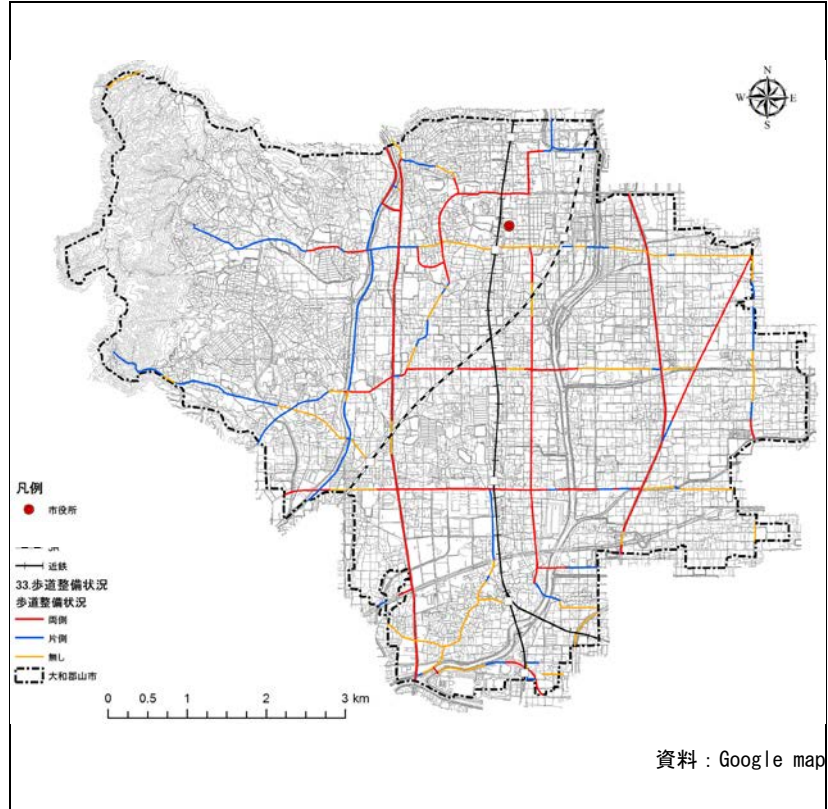 N
W E
S
凡例
市役所
JR
近鉄
33.歩道整備状況
歩道整備状況
両側
片側
無し
大和郡山市
0 0.5 1 2 3 km
資料：Google map